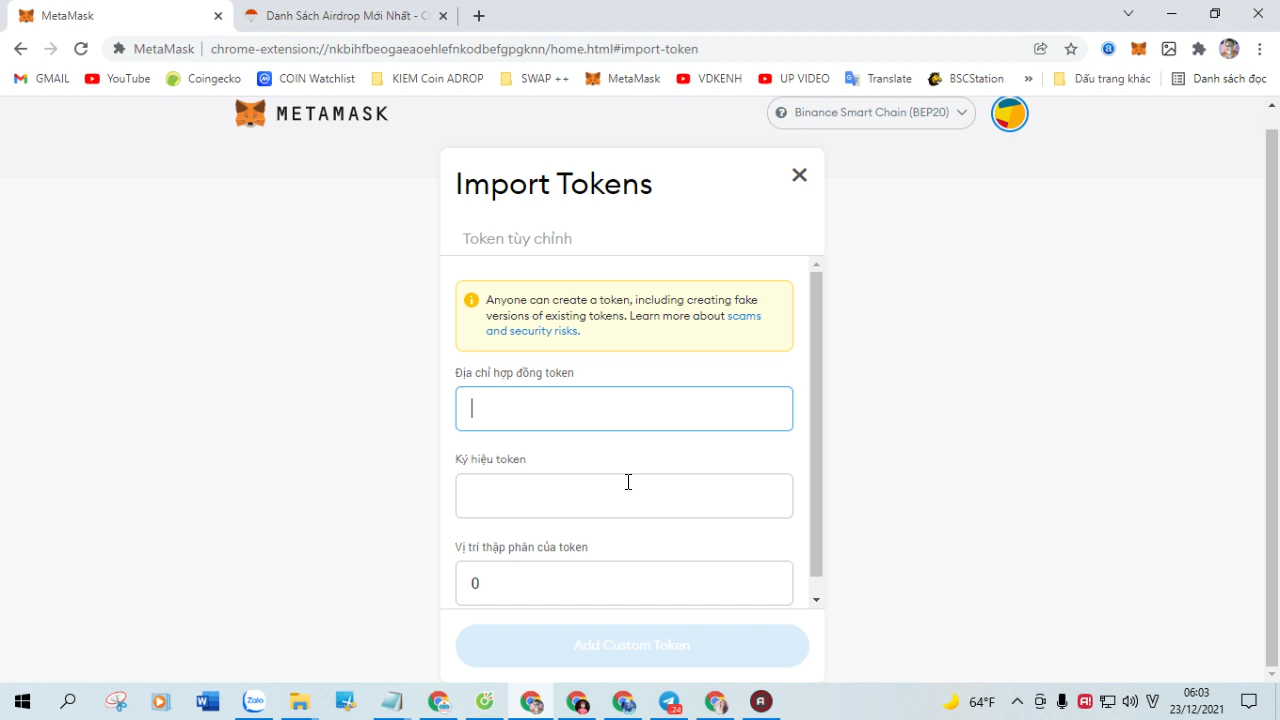 MetaMask
Danh Sách Airdrop Mới Nhất - C
MetaMask
chrome-extension://nkbihfbeogaeaoehlefnkodbefgpgknn/home.html#import-token
GMAIL
YouTube
Coingecko
COIN Watchlist
KIEM Coin ADROP
SWAP ++
MetaMask
VDKENH
UP VIDEO
Translate
BSCStation
»
Dấu trang khác
Danh sách đọc
METAMASK
Binance Smart Chain (BEP20)
Import Tokens
Token tùy chỉnh
Anyone can create a token, including creating fake
versions of existing tokens. Learn more about scams
and security risks.
Địa chỉ hợp đồng token
Ký hiệu token
Vị trí thập phân của token
0
Add Custom Token
Zalo
24
64°F
06:03
23/12/2021